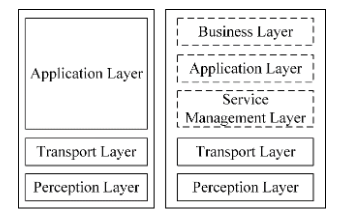 Application Layer
Transport Layer
Perception Layer
Business Layer
Application Layer
Service
Management Layer
Transport Layer
Perception Layer